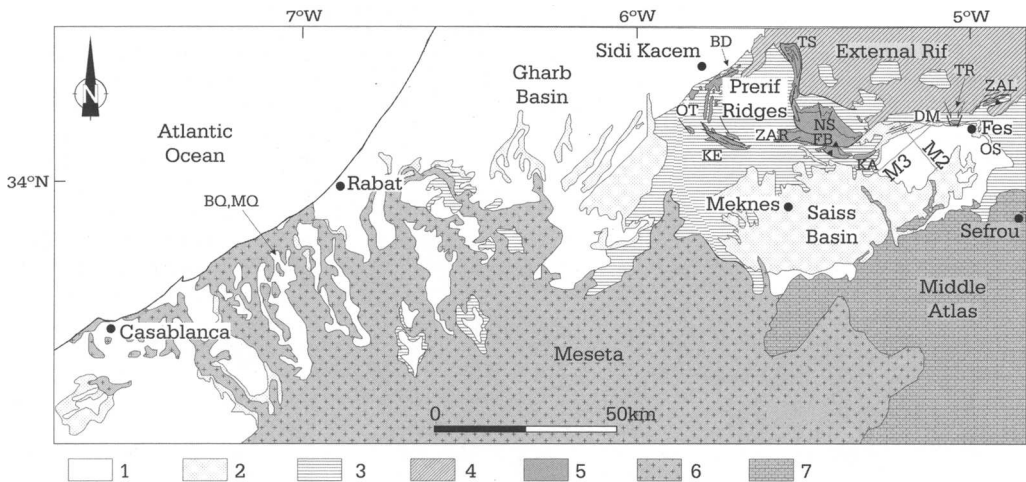 7°W
6°W
5°W
N
Atlantic
Ocean
Gharb
Basin
Sidi Kacem
BD
TS
External Rif
TR
ZAL
Prerif
Ridges
OT
NS
DM
Fes
ZAR
FB
OS
KE
KA
M3
M2
34°N
Rabat
BQ,MQ
Meknes
Saiss
Basin
Sefrou
Middle
Atlas
Casablanca
Meseta
0
50km
1
2
3
4
5
6
7